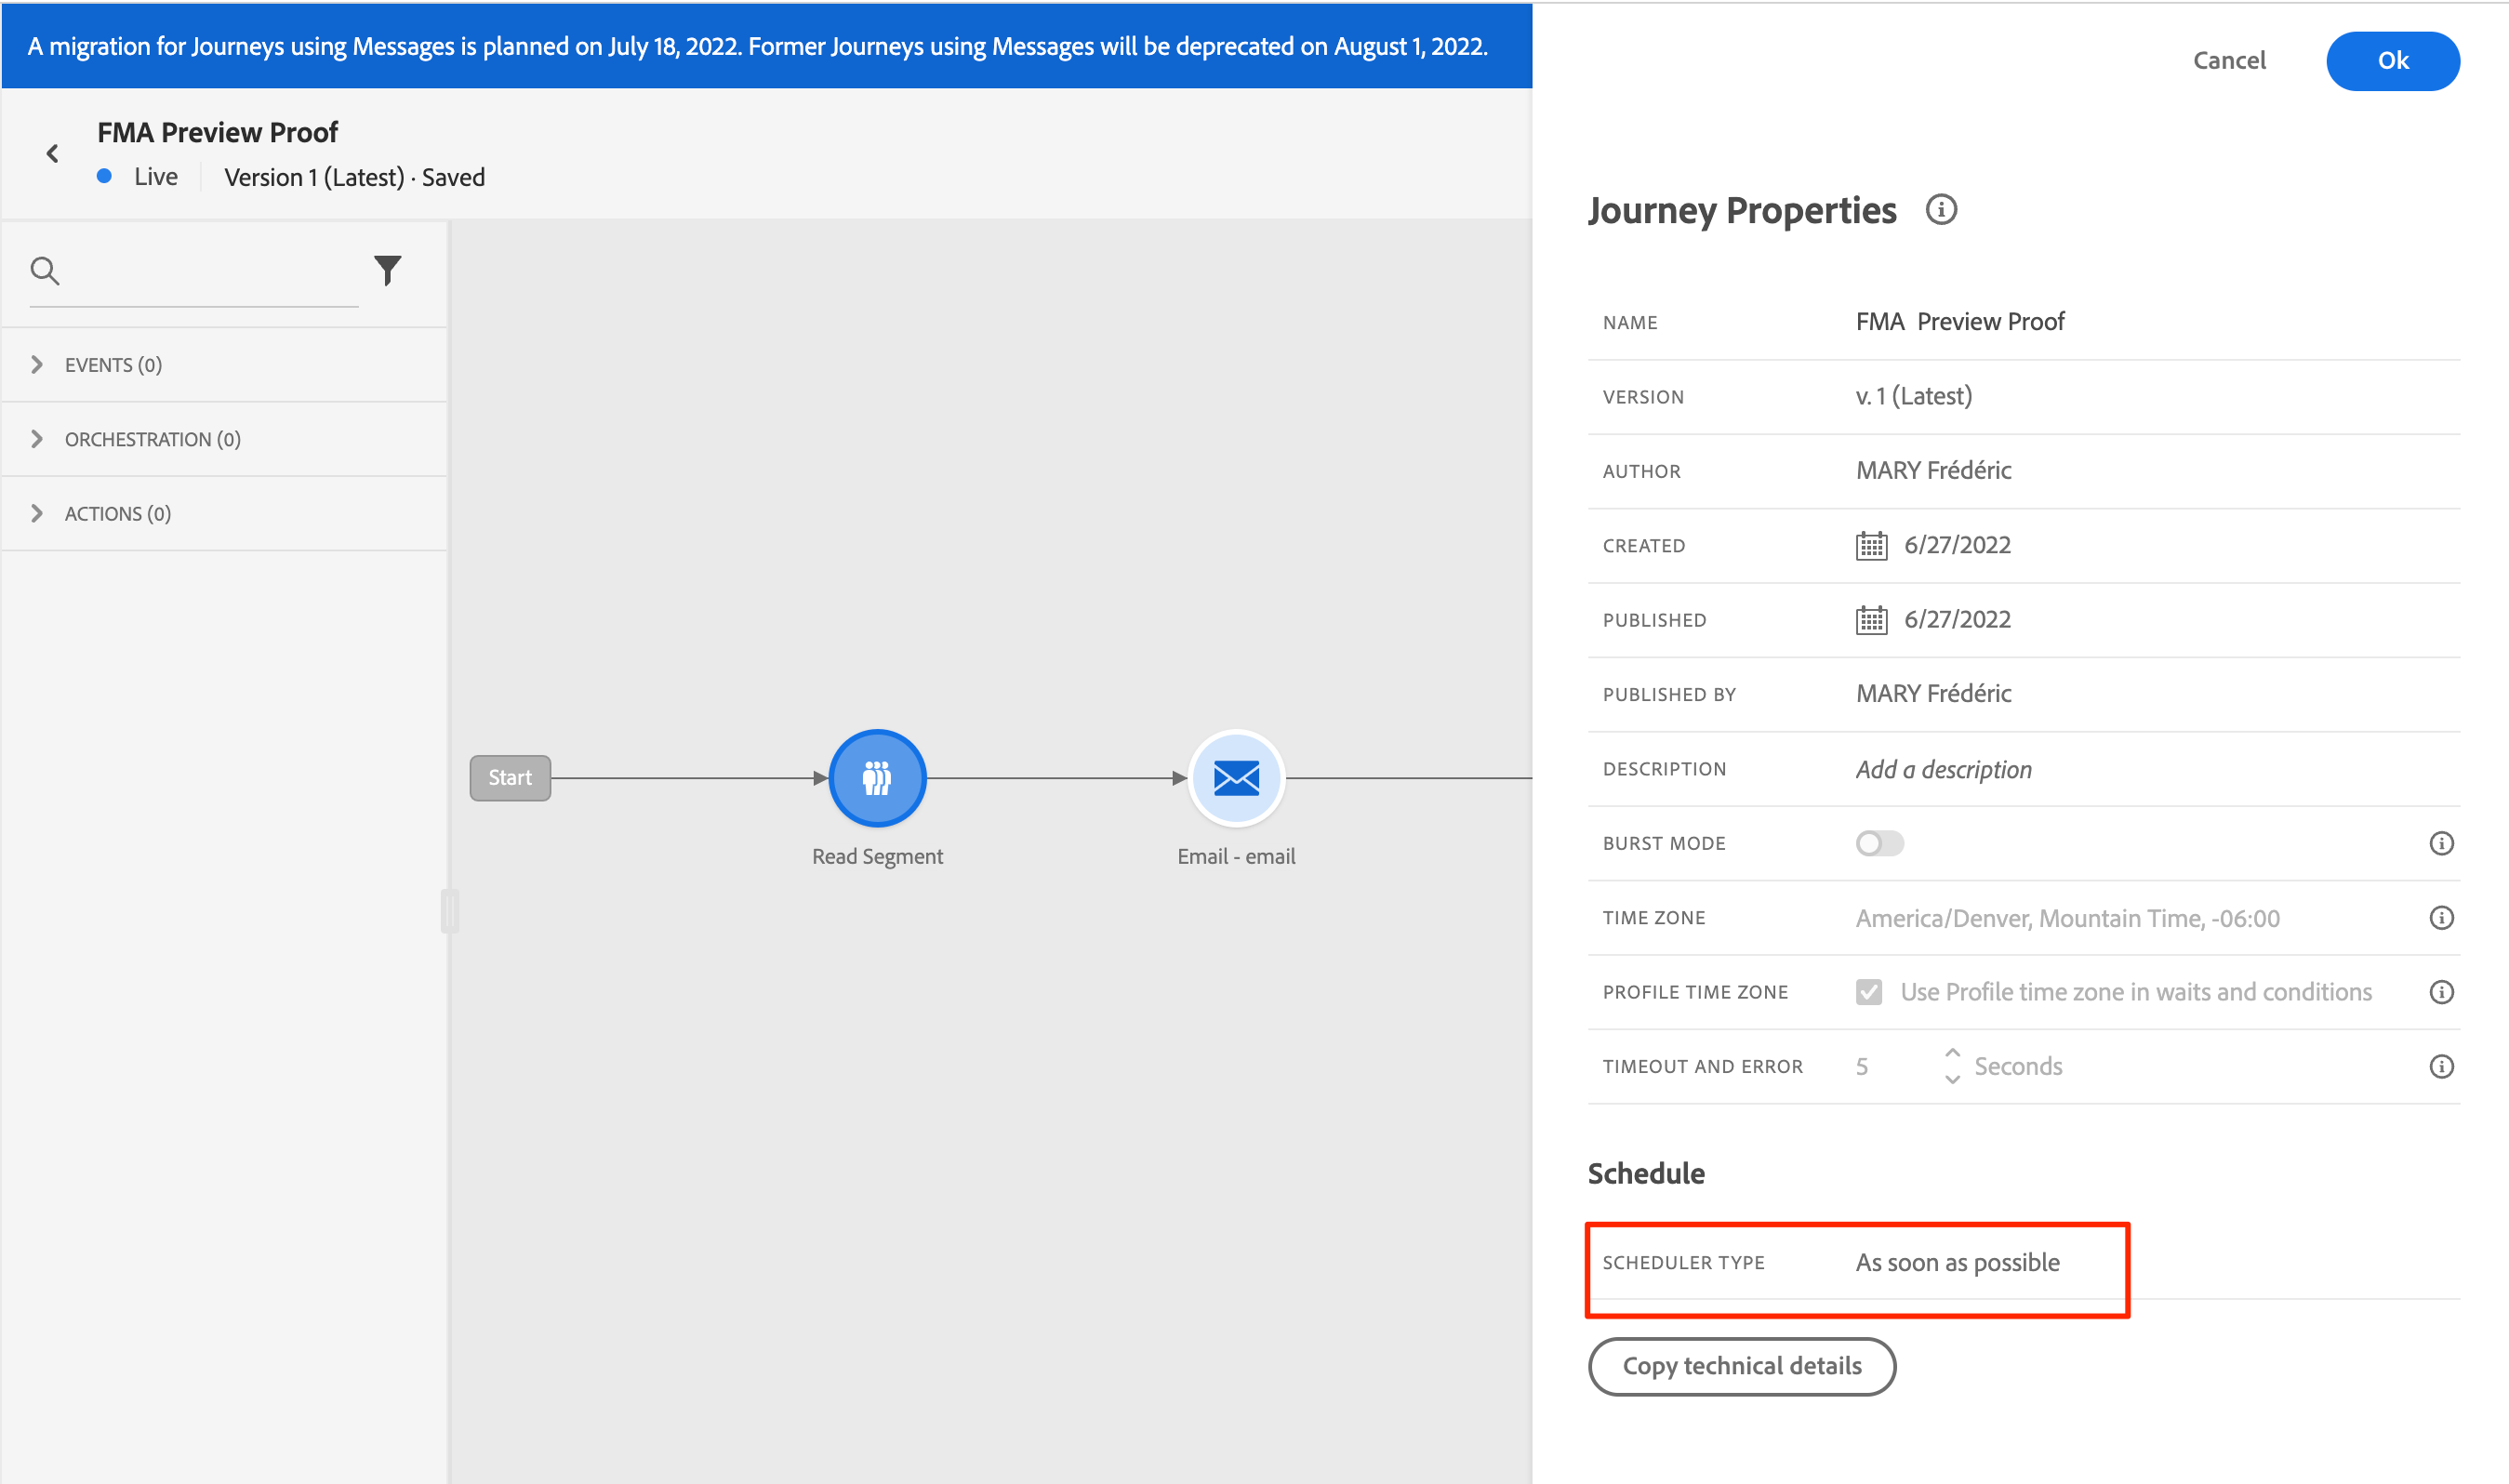 A migration for Journeys using Messages is planned on July 18, 2022. Former Journeys using Messages will be deprecated on August 1, 2022.
FMA Preview Proof
Live
Version 1 (Latest) · Saved
EVENTS (0)
ORCHESTRATION (0)
ACTIONS (0)
Start
Read Segment
Email - email
Cancel
Ok
Journey Properties
NAME FMA  Preview Proof
VERSION v. 1 (Latest)
AUTHOR MARY Frédéric
CREATED 6/27/2022
PUBLISHED 6/27/2022
PUBLISHED BY MARY Frédéric
DESCRIPTION Add a description
BURST MODE
TIME ZONE America/Denver, Mountain Time, -06:00
PROFILE TIME ZONE Use Profile time zone in waits and conditions
TIMEOUT AND ERROR 5 Seconds
Schedule
SCHEDULER TYPE As soon as possible
Copy technical details